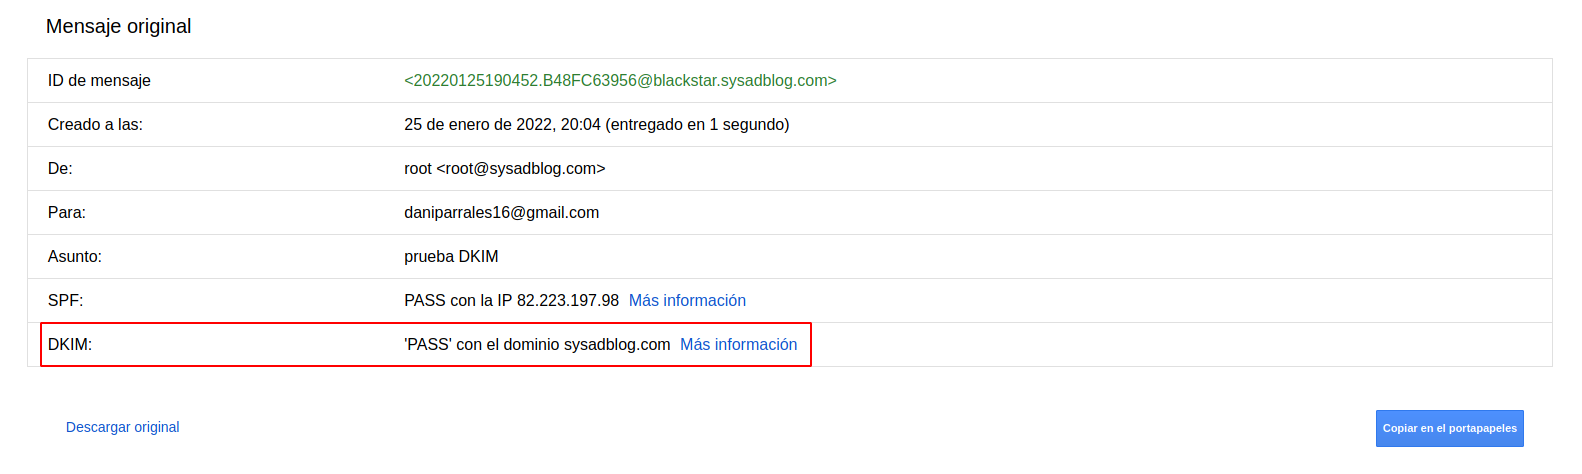 Mensaje original
ID de mensaje <20220125190452.B48FC63956@blackstar.sysadblog.com>
Creado a las: 25 de enero de 2022, 20:04 (entregado en 1 segundo)
De: root <root@sysadblog.com>
Para: daniparrales16@gmail.com
Asunto: prueba DKIM
SPF: PASS con la IP 82.223.197.98 Más información
DKIM: 'PASS' con el dominio sysadblog.com Más información
Descargar original Copiar en el portapapeles